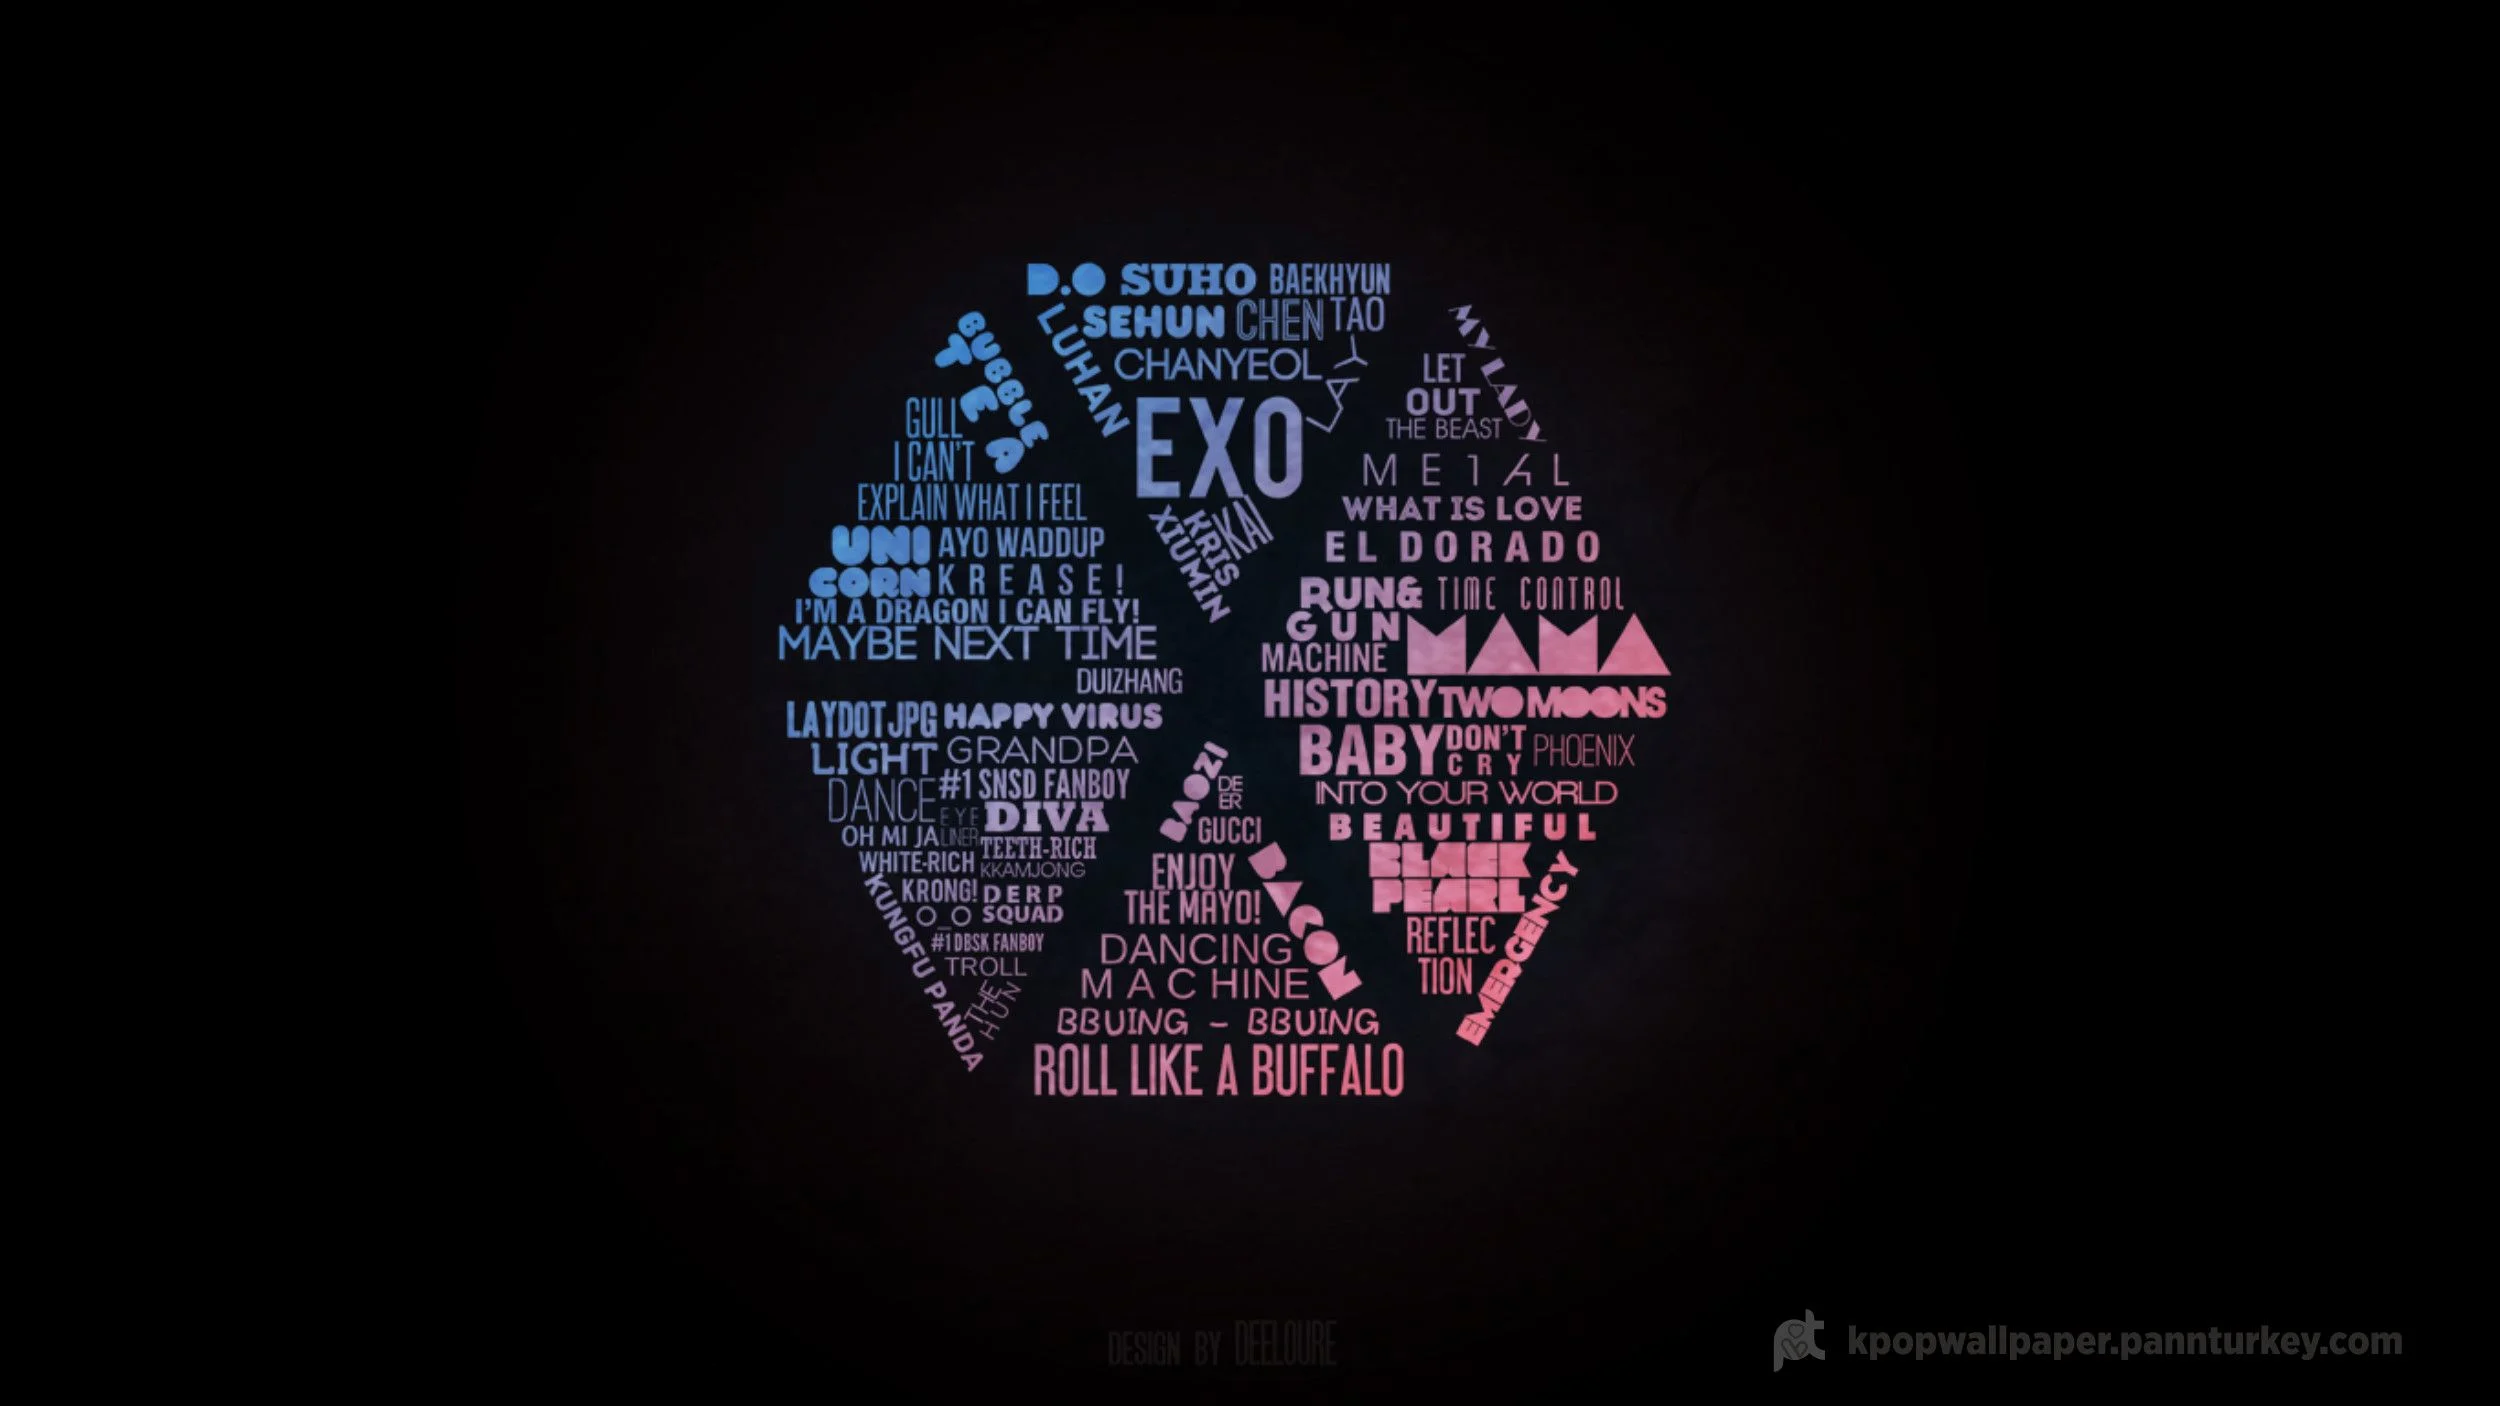 D.O SUHO BAEKHYUN
LUHAN
SEHUN CHEN TAO
CHANYEOL
LAY
EXO
XIUMIN
KRIS
KAI
BUBBLE
TEA
GULL
I CAN'T
EXPLAIN WHAT I FEEL
UNI
CORN
AYO WADDUP
KREASE!
I'M A DRAGON I CAN FLY!
MAYBE NEXT TIME
DUIZHANG
MY LADY
LET
OUT
THE BEAST
METAL
WHAT IS LOVE
EL DORADO
RUN&
GUN
MACHINE
TIME CONTROL
MAMA
HISTORY TWO MOONS
BABY DON'T
CRY
PHOENIX
INTO YOUR WORLD
BEAUTIFUL
BLACK
PEARL
REFLEC
TION
EMERGENCY
LAYDOTJPG HAPPY VIRUS
LIGHT GRANDPA
DANCE #1 SNSD FANBOY
EYE
LINER
DIVA
OH MI JA
TEETH-RICH
WHITE-RICH KKAMJONG
KRONG! DERP
O_O SQUAD
#1 DBSK FANBOY
TROLL
THE
HUN
KUNGFU PANDA
BAOZI
DE
ER
GUCCI
ENJOY
THE MAYO!
BACON
DANCING
MACHINE
BBUING - BBUING
ROLL LIKE A BUFFALO
DESIGN BY DEELOURE
pt kpopwallpaper.pannturkey.com